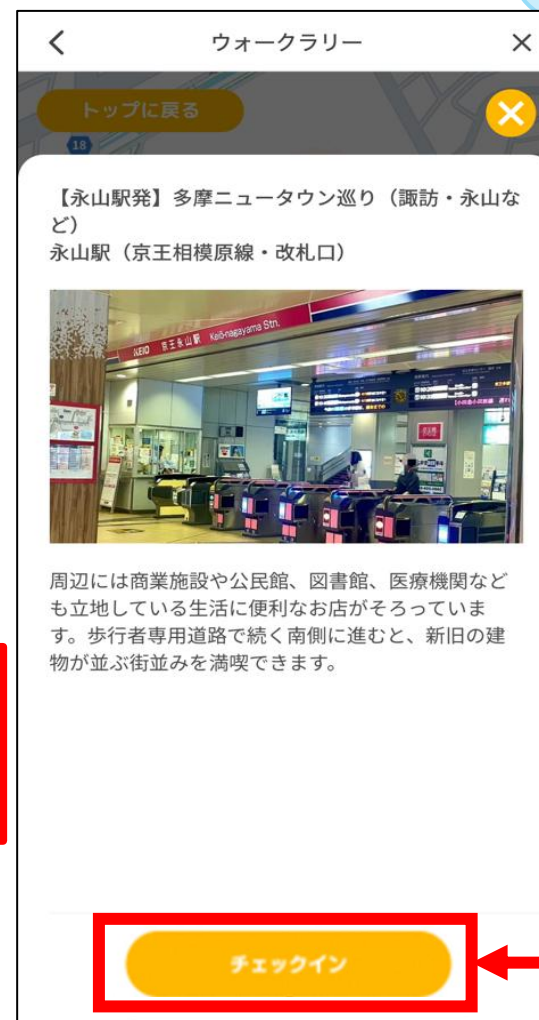 ウォークラリー
トップに戻る
18
【永山駅発】多摩ニュータウン巡り（諏訪・永山な
ど）
永山駅（京王相模原線・改札口）
KEIO 京王永山駅 Keiō-nagayama Stn.
周辺には商業施設や公民館、図書館、医療機関など
も立地している生活に便利なお店がそろっていま
す。歩行者専用道路で続く南側に進むと、新旧の建
物が並ぶ街並みを満喫できます。
チェックイン